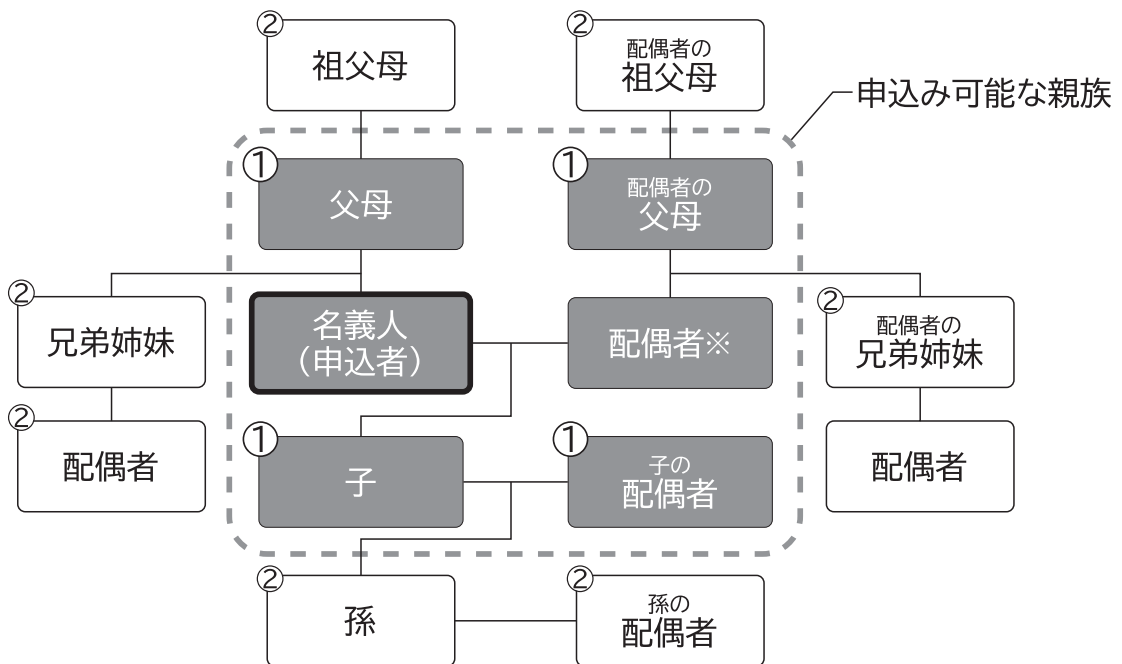 ②
祖父母
②
配偶者の
祖父母
申込み可能な親族
①
父母
①
配偶者の
父母
②
兄弟姉妹
名義人
（申込者）
配偶者※
②
配偶者の
兄弟姉妹
②
配偶者
①
子
①
子の
配偶者
配偶者
②
孫
②
孫の
配偶者